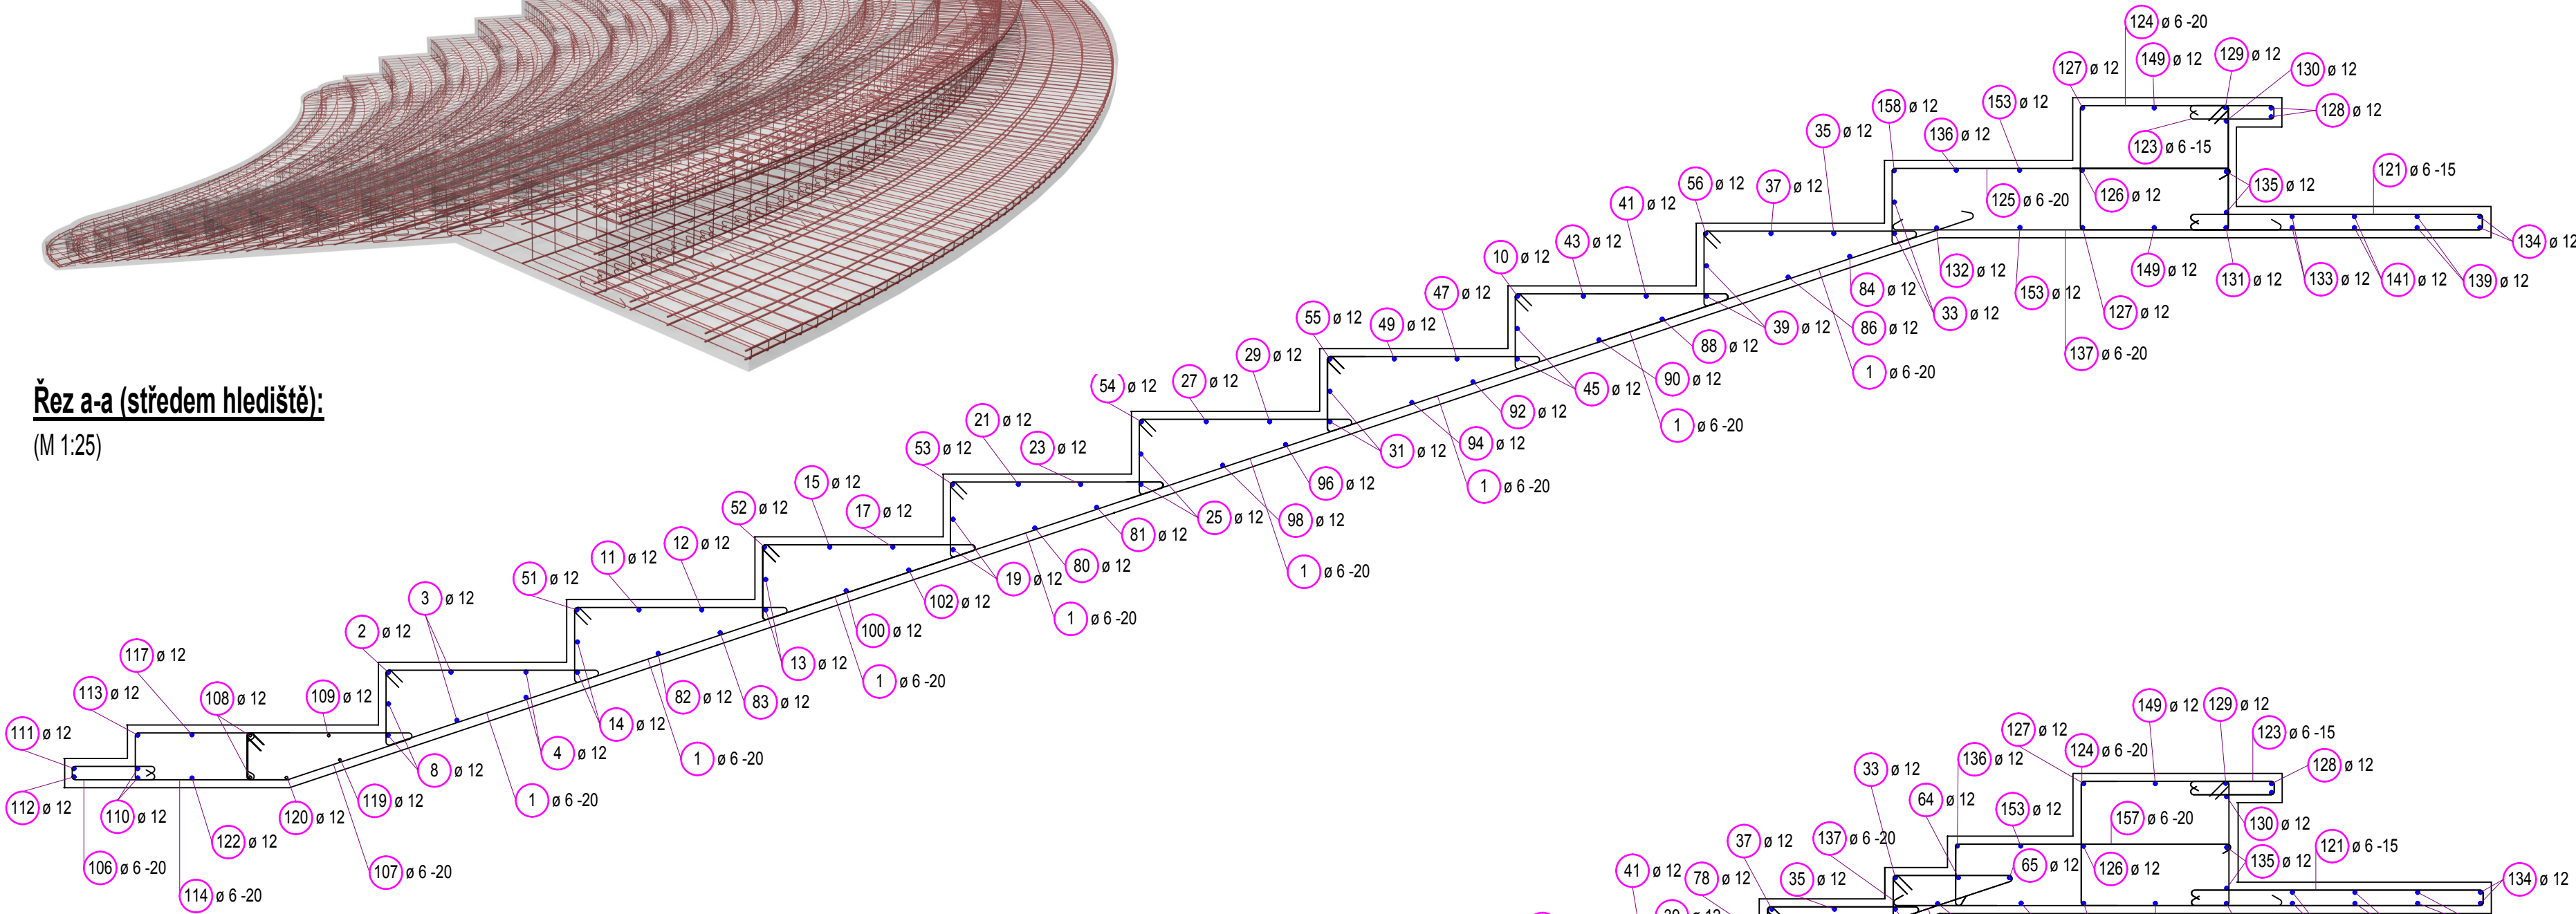 Řez a-a (středem hlediště):
(M 1:25)
124 ø 6 -20
149 ø 12
129 ø 12
127 ø 12
130 ø 12
128 ø 12
123 ø 6 -15
158 ø 12
153 ø 12
136 ø 12
35 ø 12
121 ø 6 -15
135 ø 12
126 ø 12
125 ø 6 -20
56 ø 12
37 ø 12
41 ø 12
134 ø 12
10 ø 12
43 ø 12
132 ø 12
149 ø 12
131 ø 12
133 ø 12
141 ø 12
139 ø 12
84 ø 12
153 ø 12
47 ø 12
33 ø 12
127 ø 12
55 ø 12
49 ø 12
39 ø 12
86 ø 12
88 ø 12
137 ø 6 -20
29 ø 12
1 ø 6 -20
90 ø 12
54 ø 12
27 ø 12
45 ø 12
92 ø 12
1 ø 6 -20
21 ø 12
94 ø 12
53 ø 12
23 ø 12
31 ø 12
15 ø 12
96 ø 12
1 ø 6 -20
52 ø 12
17 ø 12
25 ø 12
98 ø 12
81 ø 12
11 ø 12
12 ø 12
80 ø 12
1 ø 6 -20
51 ø 12
19 ø 12
3 ø 12
102 ø 12
1 ø 6 -20
2 ø 12
100 ø 12
117 ø 12
13 ø 12
1 ø 6 -20
113 ø 12
108 ø 12
109 ø 12
82 ø 12
83 ø 12
14 ø 12
111 ø 12
4 ø 12
1 ø 6 -20
8 ø 12
1 ø 6 -20
119 ø 12
112 ø 12
110 ø 12
120 ø 12
122 ø 12
106 ø 6 -20
107 ø 6 -20
114 ø 6 -20
149 ø 12
129 ø 12
127 ø 12
123 ø 6 -15
124 ø 6 -20
136 ø 12
128 ø 12
33 ø 12
64 ø 12
153 ø 12
157 ø 6 -20
130 ø 12
37 ø 12
137 ø 6 -20
121 ø 6 -15
135 ø 12
65 ø 12
126 ø 12
41 ø 12
78 ø 12
35 ø 12
134 ø 12